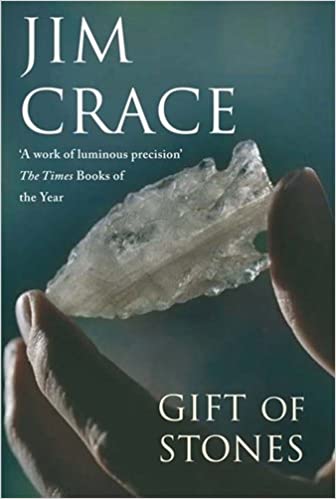 JIM
CRACE
‘A work of luminous precision’
The Times Books of
the Year
GIFT OF
STONES